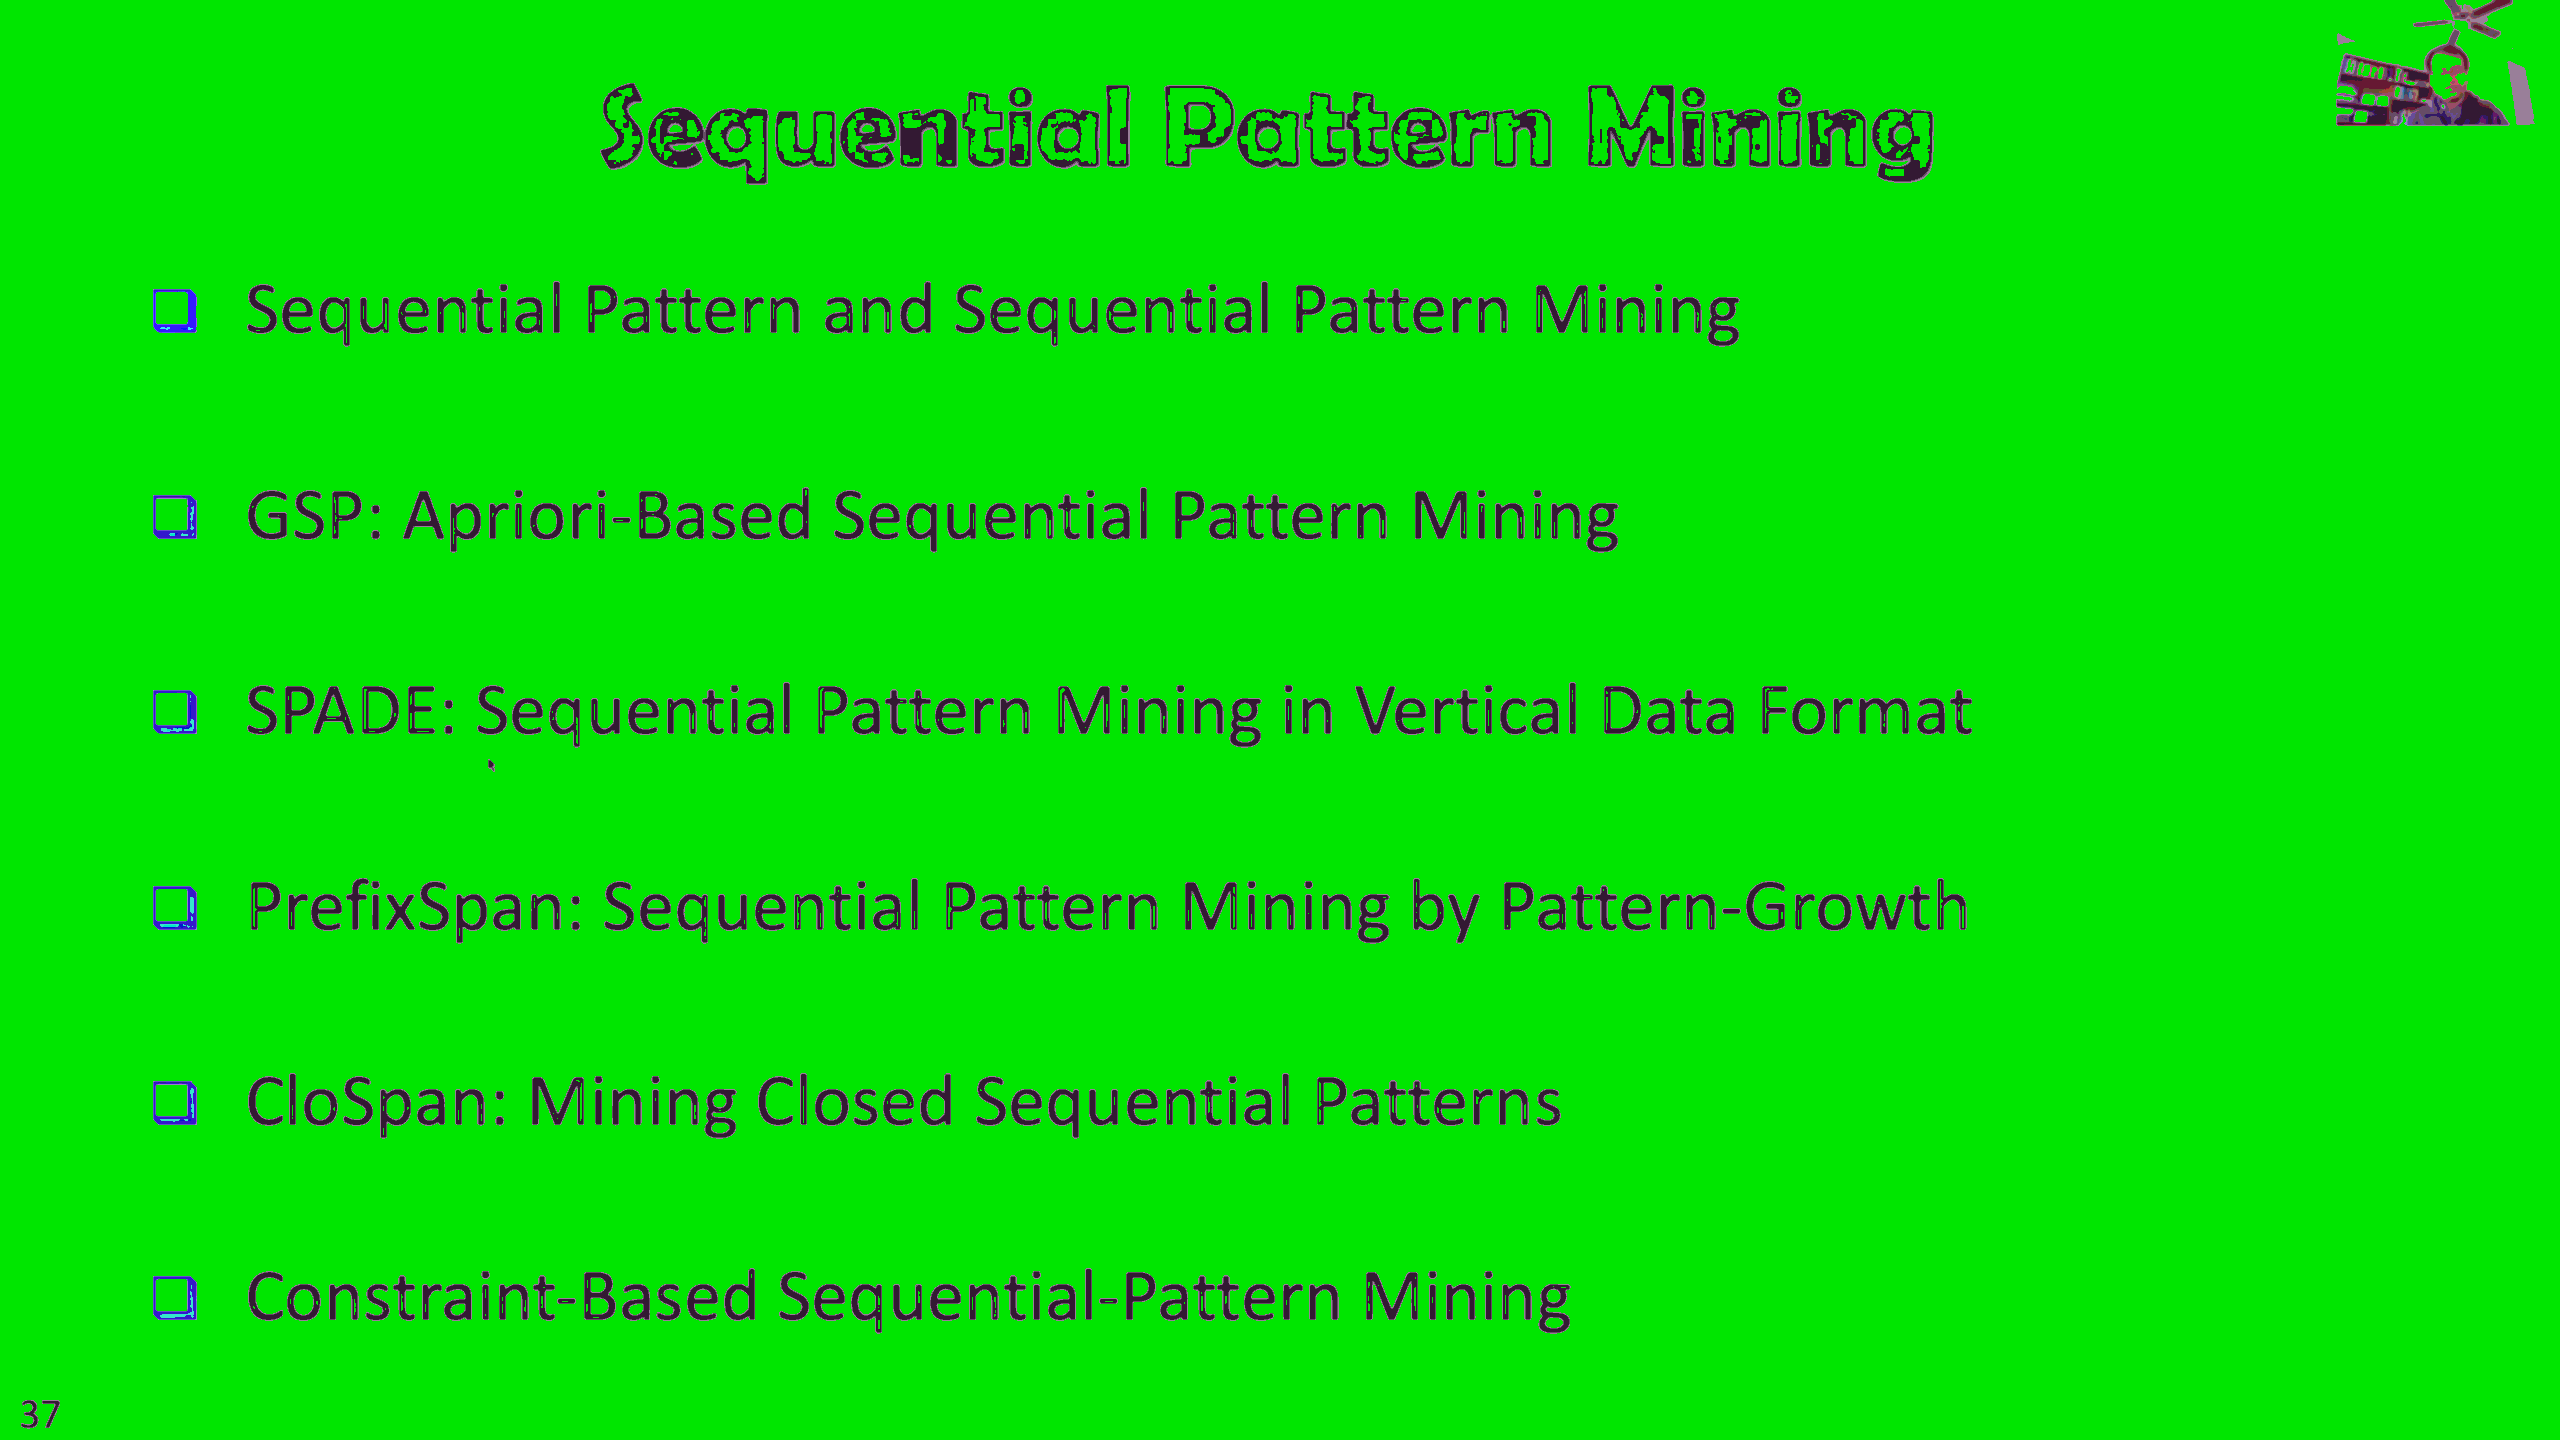 Sequential Pattern Mining
Sequential Pattern and Sequential Pattern Mining
GSP: Apriori-Based Sequential Pattern Mining
SPADE: Sequential Pattern Mining in Vertical Data Format
PrefixSpan: Sequential Pattern Mining by Pattern-Growth
CloSpan: Mining Closed Sequential Patterns
Constraint-Based Sequential-Pattern Mining
37